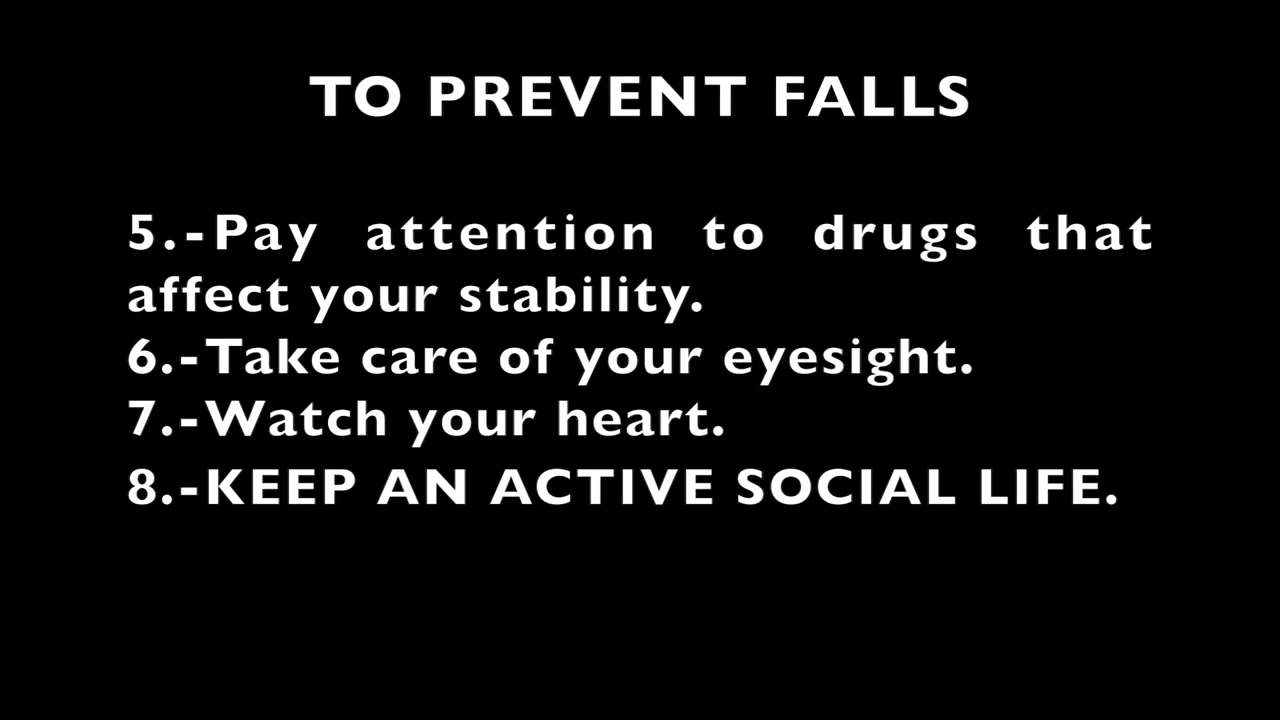 TO PREVENT FALLS
5.-Pay attention to drugs that
affect your stability.
6.-Take care of your eyesight.
7.-Watch your heart.
8.-KEEP AN ACTIVE SOCIAL LIFE.